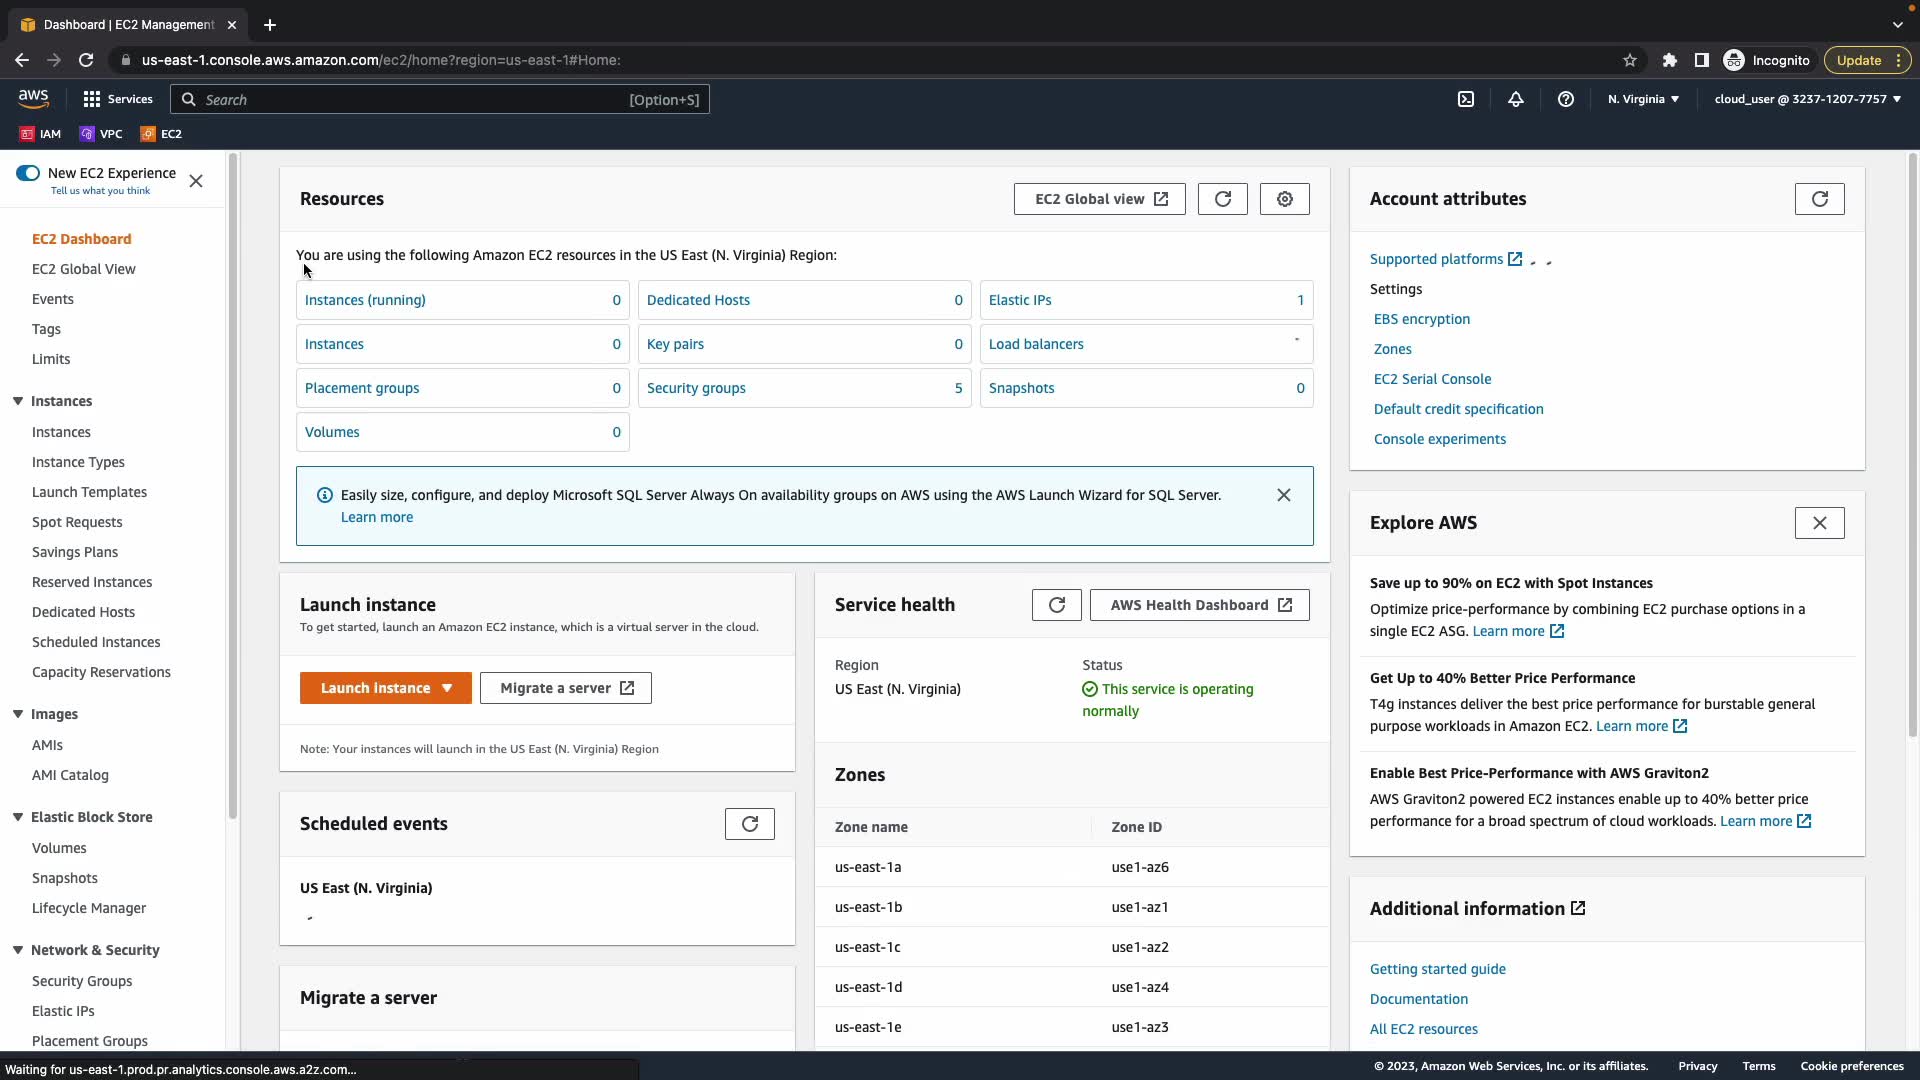 Dashboard | EC2 Management
us-east-1.console.aws.amazon.com/ec2/home?region=us-east-1#Home:
Incognito
Update
aws
Services
Search
[Option+S]
N. Virginia
cloud_user @ 3237-1207-7757
IAM
VPC
EC2
New EC2 Experience
Tell us what you think
EC2 Dashboard
EC2 Global View
Events
Tags
Limits
Instances
Instances
Instance Types
Launch Templates
Spot Requests
Savings Plans
Reserved Instances
Dedicated Hosts
Scheduled Instances
Capacity Reservations
Images
AMIs
AMI Catalog
Elastic Block Store
Volumes
Snapshots
Lifecycle Manager
Network & Security
Security Groups
Elastic IPs
Placement Groups
Resources
EC2 Global view
You are using the following Amazon EC2 resources in the US East (N. Virginia) Region:
Instances (running) 0
Dedicated Hosts 0
Elastic IPs 1
Instances 0
Key pairs 0
Load balancers
Placement groups 0
Security groups 5
Snapshots 0
Volumes 0
Easily size, configure, and deploy Microsoft SQL Server Always On availability groups on AWS using the AWS Launch Wizard for SQL Server.
Learn more
Launch instance
To get started, launch an Amazon EC2 instance, which is a virtual server in the cloud.
Launch instance
Migrate a server
Note: Your instances will launch in the US East (N. Virginia) Region
Scheduled events
US East (N. Virginia)
Migrate a server
Service health
AWS Health Dashboard
Region
US East (N. Virginia)
Status
This service is operating
normally
Zones
Zone name Zone ID
us-east-1a use1-az6
us-east-1b use1-az1
us-east-1c use1-az2
us-east-1d use1-az4
us-east-1e use1-az3
Account attributes
Supported platforms
Settings
EBS encryption
Zones
EC2 Serial Console
Default credit specification
Console experiments
Explore AWS
Save up to 90% on EC2 with Spot Instances
Optimize price-performance by combining EC2 purchase options in a
single EC2 ASG. Learn more
Get Up to 40% Better Price Performance
T4g instances deliver the best price performance for burstable general
purpose workloads in Amazon EC2. Learn more
Enable Best Price-Performance with AWS Graviton2
AWS Graviton2 powered EC2 instances enable up to 40% better price
performance for a broad spectrum of cloud workloads. Learn more
Additional information
Getting started guide
Documentation
All EC2 resources
Waiting for us-east-1.prod.pr.analytics.console.aws.a2z.com...
© 2023, Amazon Web Services, Inc. or its affiliates.
Privacy
Terms
Cookie preferences